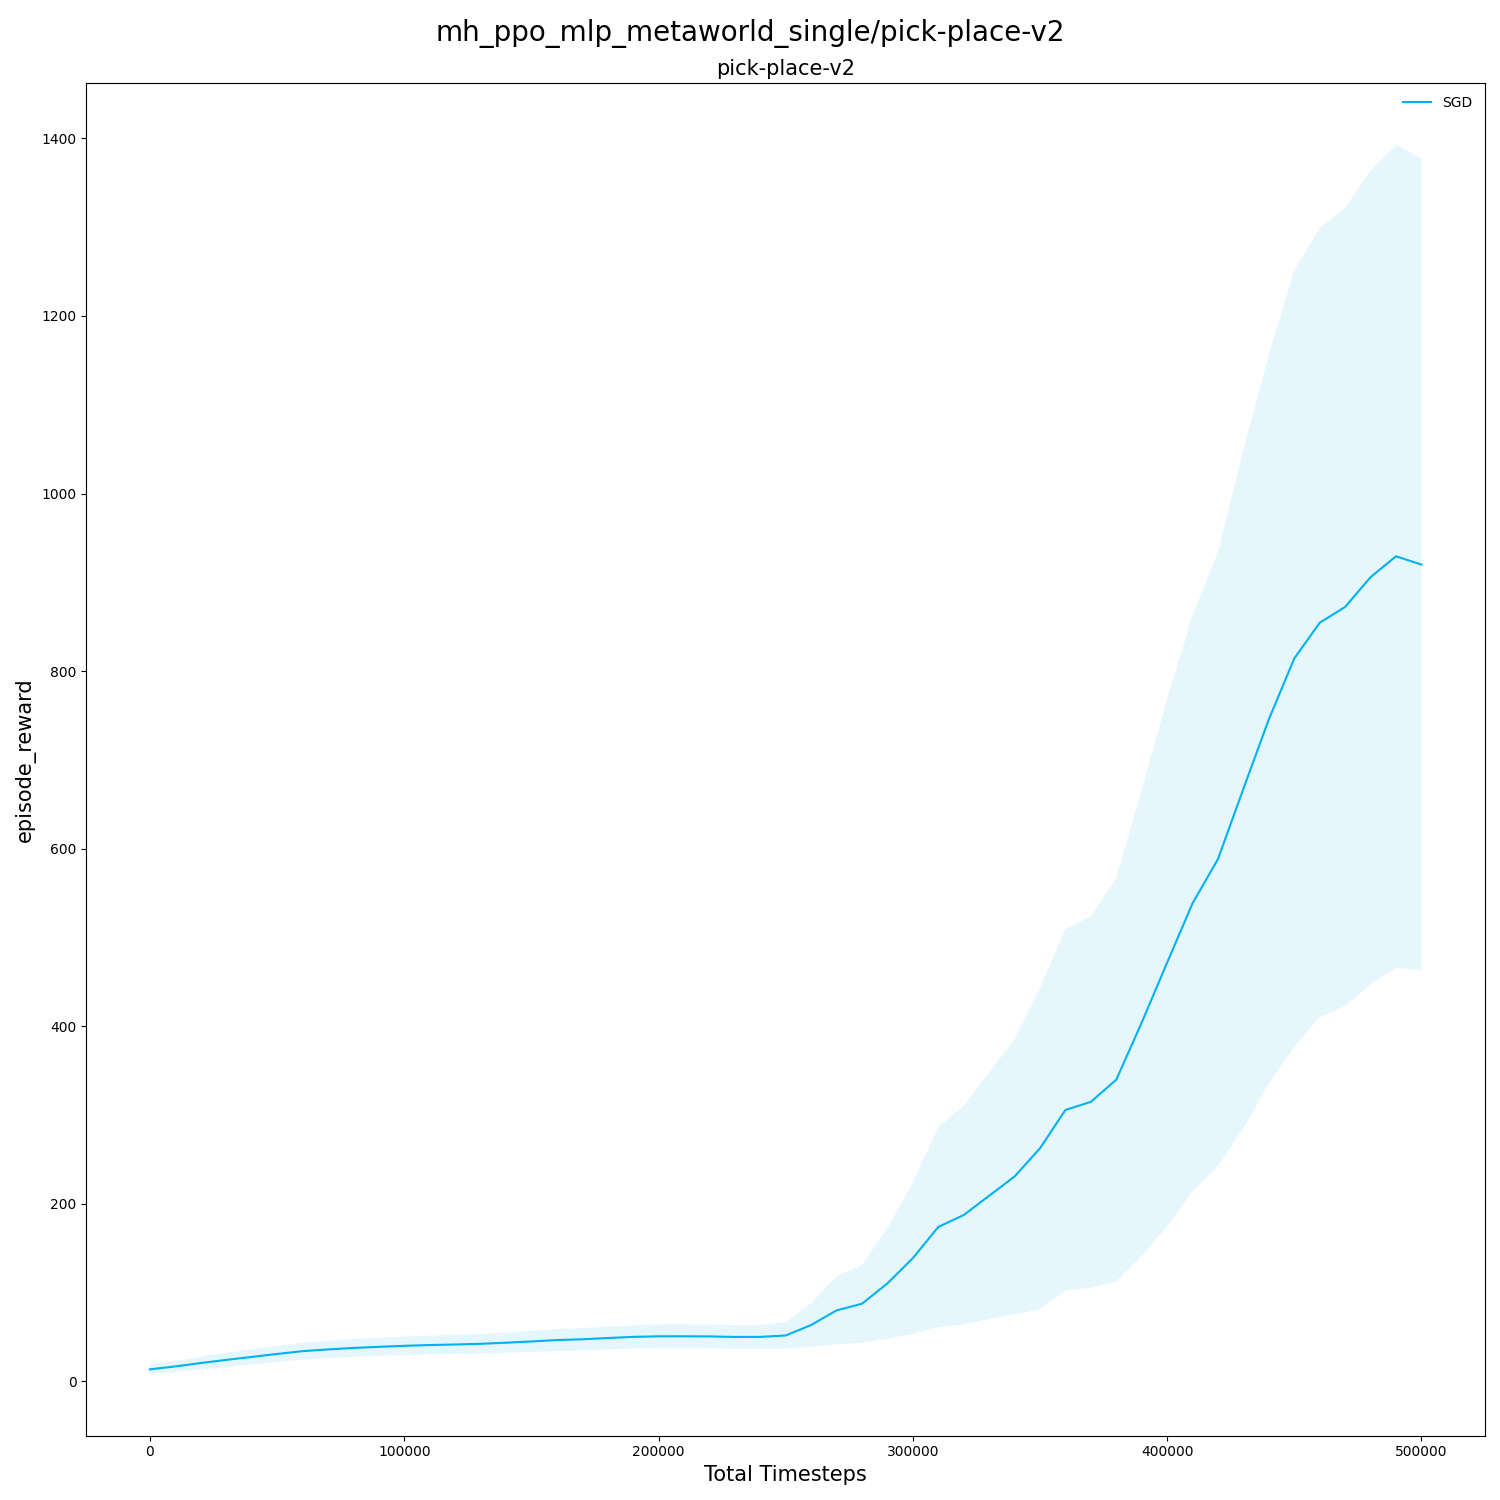 mh_ppo_mlp_metaworld_single/pick-place-v2
pick-place-v2
SGD
1400
1200
1000
800
600
400
200
0
episode_reward
0 100000 200000 300000 400000 500000
Total Timesteps